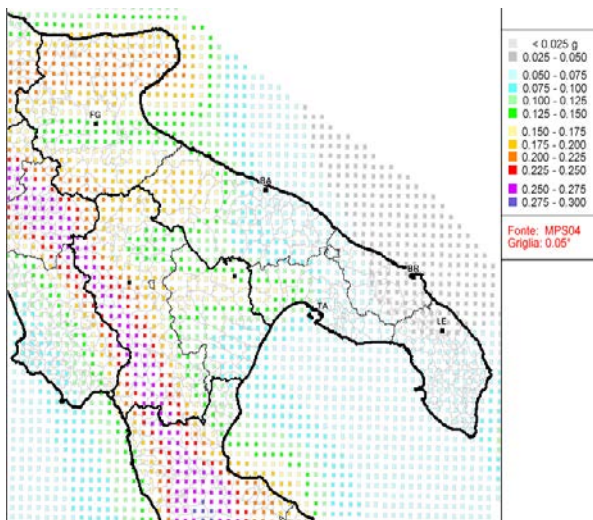 FG
BA
BR
TA
LE
< 0.025 g
0.025 - 0.050
0.050 - 0.075
0.075 - 0.100
0.100 - 0.125
0.125 - 0.150
0.150 - 0.175
0.175 - 0.200
0.200 - 0.225
0.225 - 0.250
0.250 - 0.275
0.275 - 0.300
Fonte: MPS04
Griglia: 0.05°